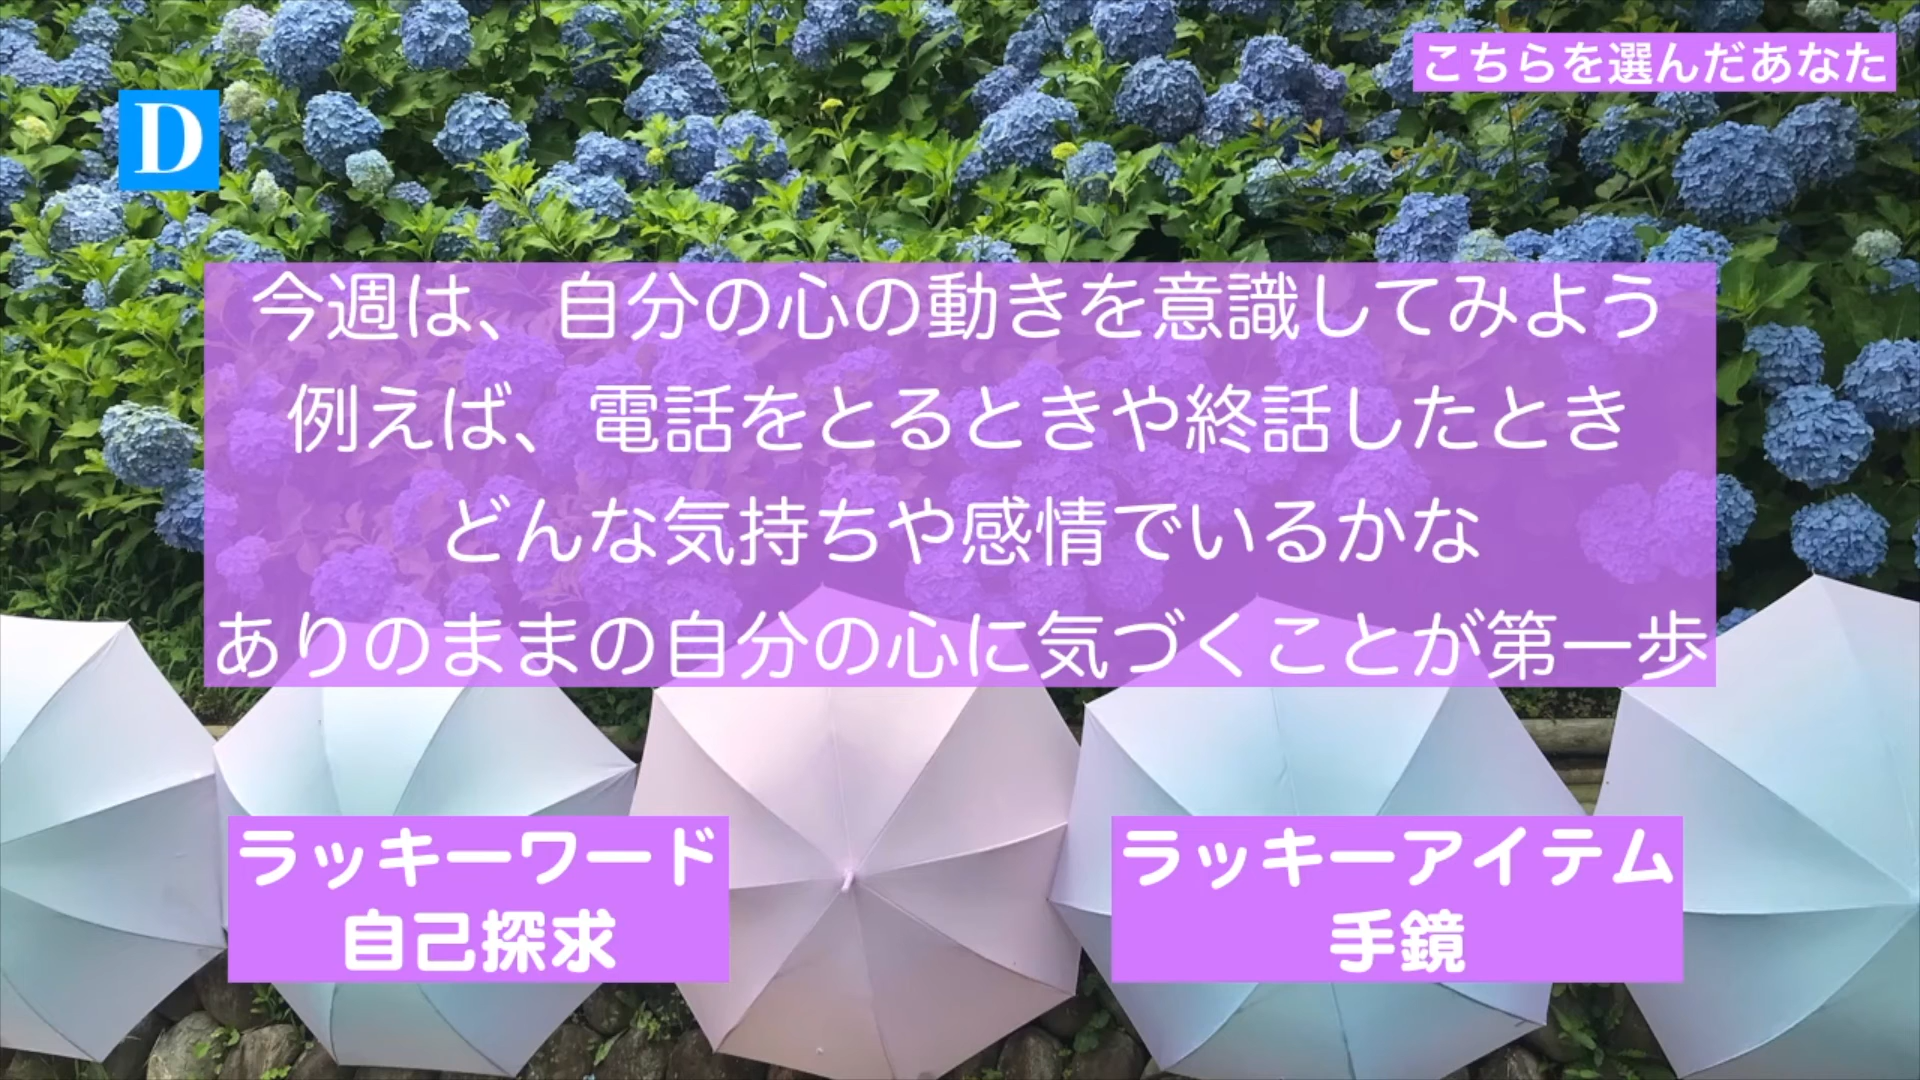 こちらを選んだあなた
D
今週は、自分の心の動きを意識してみよう
例えば、電話をとるときや終話したとき
どんな気持ちや感情でいるかな
ありのままの自分の心に気づくことが第一歩
ラッキーワード
自己探求
ラッキーアイテム
手鏡